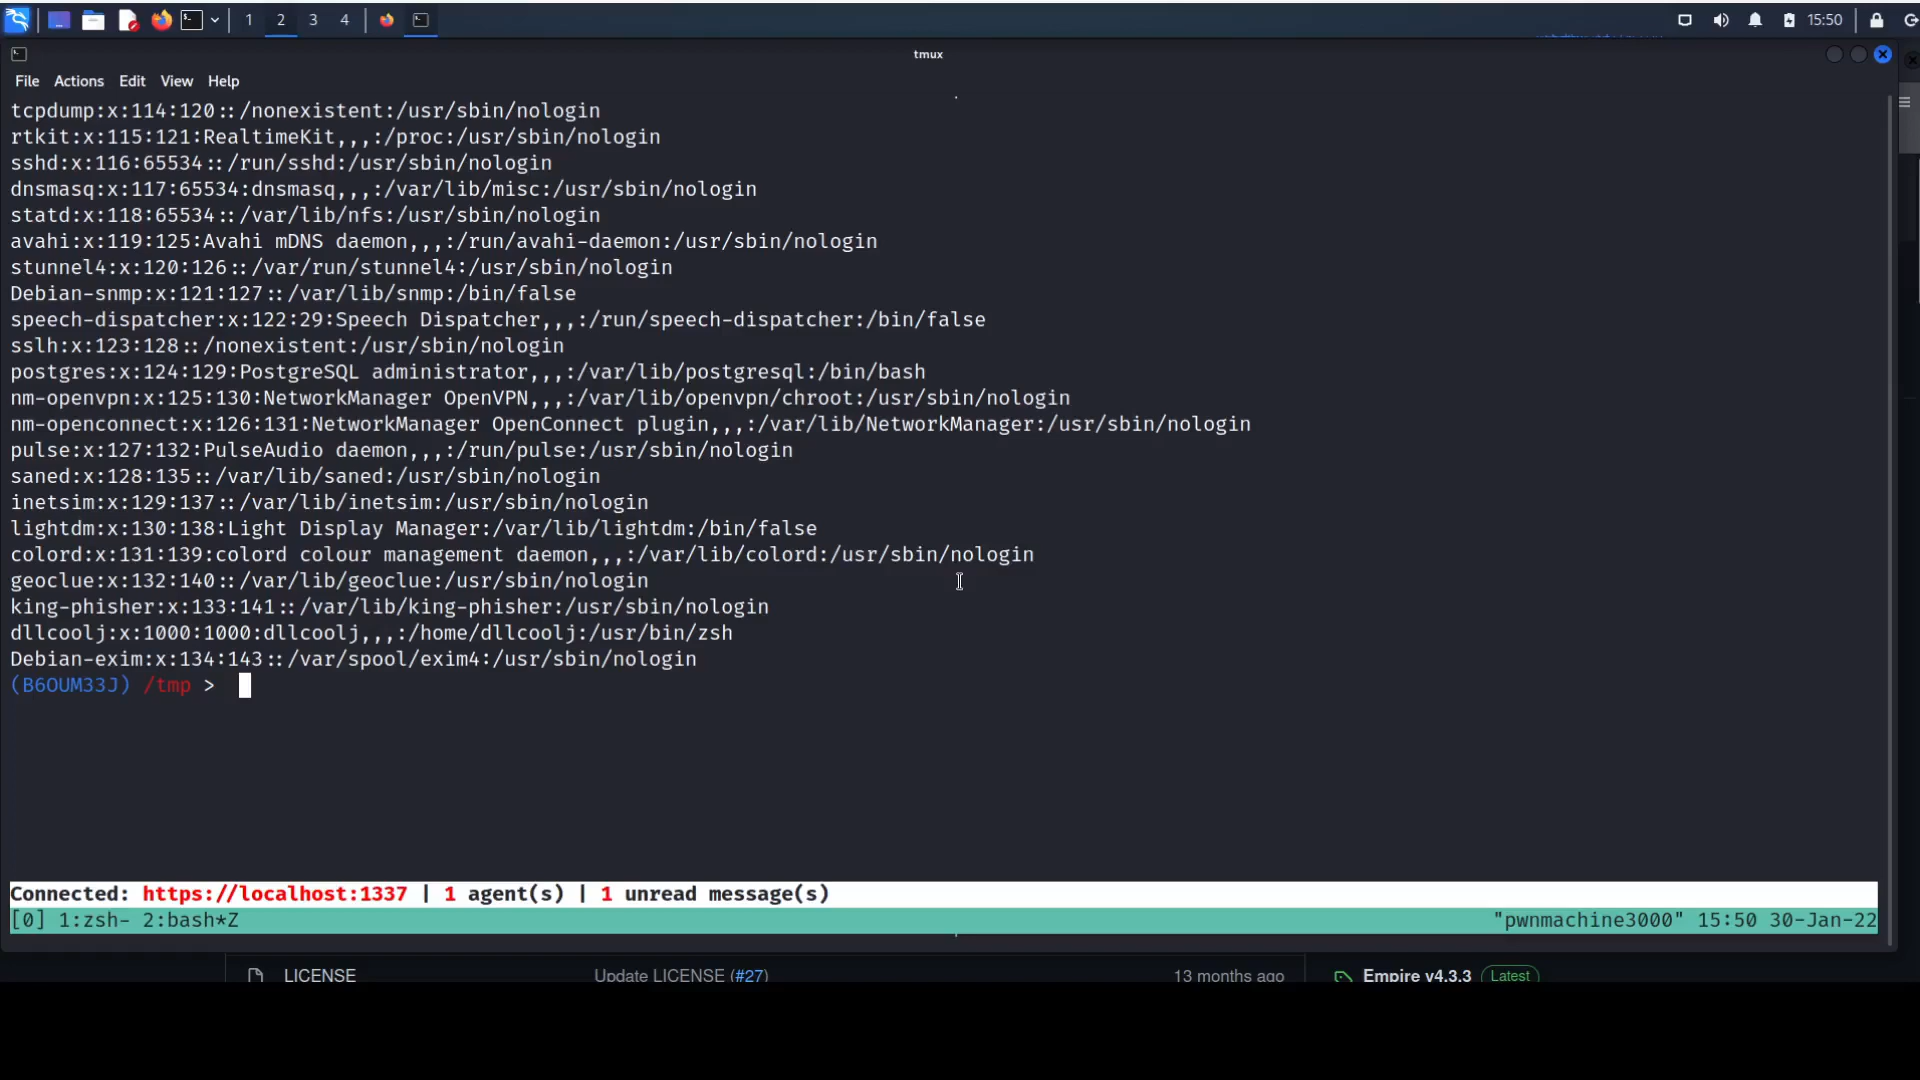 1 2 3 4 15:50
tmux
File Actions Edit View Help
tcpdump:x:114:120::/nonexistent:/usr/sbin/nologin
rtkit:x:115:121:RealtimeKit,,,:/proc:/usr/sbin/nologin
sshd:x:116:65534::/run/sshd:/usr/sbin/nologin
dnsmasq:x:117:65534:dnsmasq,,,:/var/lib/misc:/usr/sbin/nologin
statd:x:118:65534::/var/lib/nfs:/usr/sbin/nologin
avahi:x:119:125:Avahi mDNS daemon,,,:/run/avahi-daemon:/usr/sbin/nologin
stunnel4:x:120:126::/var/run/stunnel4:/usr/sbin/nologin
Debian-snmp:x:121:127::/var/lib/snmp:/bin/false
speech-dispatcher:x:122:29:Speech Dispatcher,,,:/run/speech-dispatcher:/bin/false
sslh:x:123:128::/nonexistent:/usr/sbin/nologin
postgres:x:124:129:PostgreSQL administrator,,,:/var/lib/postgresql:/bin/bash
nm-openvpn:x:125:130:NetworkManager OpenVPN,,,:/var/lib/openvpn/chroot:/usr/sbin/nologin
nm-openconnect:x:126:131:NetworkManager OpenConnect plugin,,,:/var/lib/NetworkManager:/usr/sbin/nologin
pulse:x:127:132:PulseAudio daemon,,,:/run/pulse:/usr/sbin/nologin
saned:x:128:135::/var/lib/saned:/usr/sbin/nologin
inetsim:x:129:137::/var/lib/inetsim:/usr/sbin/nologin
lightdm:x:130:138:Light Display Manager:/var/lib/lightdm:/bin/false
colord:x:131:139:colord colour management daemon,,,:/var/lib/colord:/usr/sbin/nologin
geoclue:x:132:140::/var/lib/geoclue:/usr/sbin/nologin
king-phisher:x:133:141::/var/lib/king-phisher:/usr/sbin/nologin
dllcoolj:x:1000:1000:dllcoolj,,,:/home/dllcoolj:/usr/bin/zsh
Debian-exim:x:134:143::/var/spool/exim4:/usr/sbin/nologin
(B6OUM33J) /tmp >
Connected: https://localhost:1337 | 1 agent(s) | 1 unread message(s)
[0] 1:zsh- 2:bash*Z "pwnmachine3000" 15:50 30-Jan-22
LICENSE Update LICENSE (#27) 13 months ago Empire v4.3.3 Latest